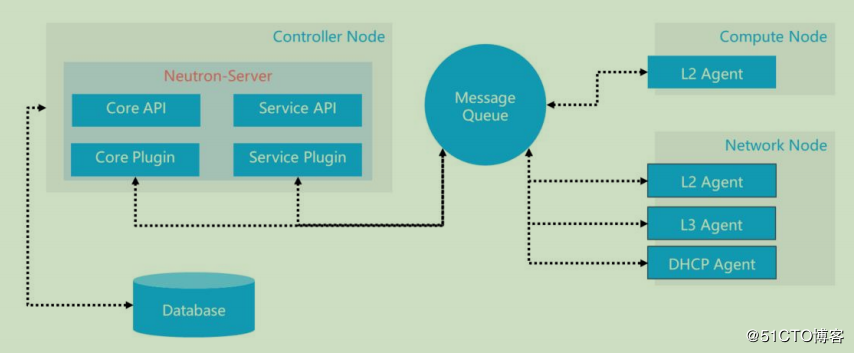 Controller Node
Neutron-Server
Core API
Service API
Core Plugin
Service Plugin
Message
Queue
Compute Node
L2 Agent
Network Node
L2 Agent
L3 Agent
DHCP Agent
Database
@51CTO博客